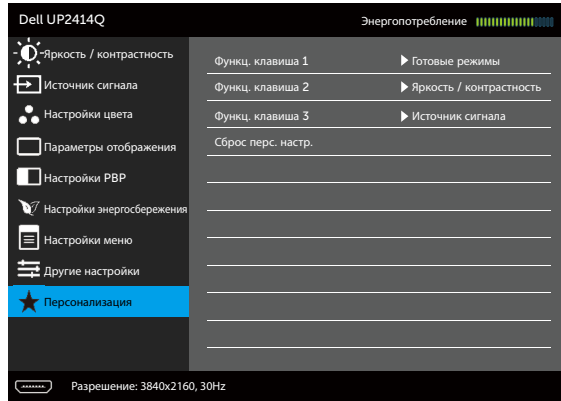 Dell UP2414Q Энергопотребление
Яркость / контрастность
Источник сигнала
Настройки цвета
Параметры отображения
Настройки PBP
Настройки энергосбережения
Настройки меню
Другие настройки
Персонализация
Функц. клавиша 1 Готовые режимы
Функц. клавиша 2 Яркость / контрастность
Функц. клавиша 3 Источник сигнала
Сброс перс. настр.
Разрешение: 3840x2160, 30Hz